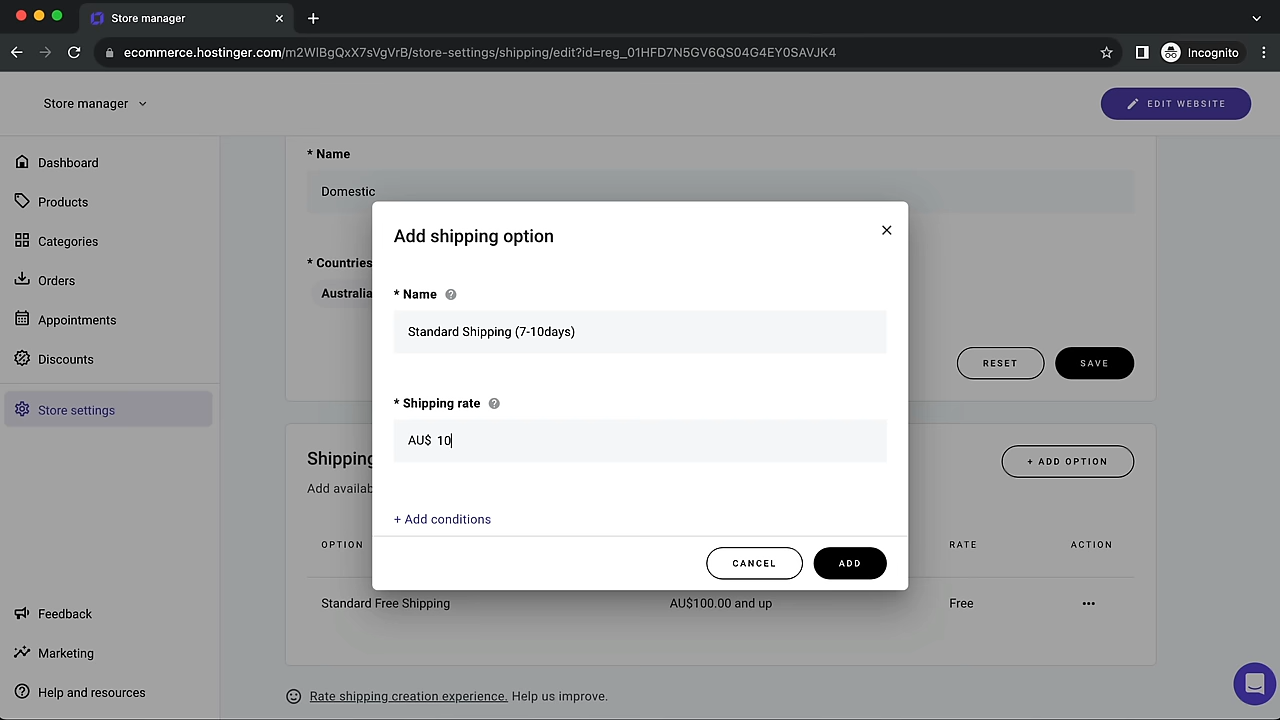 Store manager
ecommerce.hostinger.com/m2WlBgQxX7sVgVrB/store-settings/shipping/edit?id=reg_01HFD7N5GV6QS04G4EY0SAVJK4
Incognito
Store manager
EDIT WEBSITE
Dashboard
Products
Categories
Orders
Appointments
Discounts
Store settings
Feedback
Marketing
Help and resources
* Name
Domestic
* Countries
Australia
RESET
SAVE
Shipping
+ ADD OPTION
Add availab
OPTION
RATE
ACTION
Standard Free Shipping
AU$100.00 and up
Free
Rate shipping creation experience. Help us improve.
Add shipping option
* Name
Standard Shipping (7-10days)
* Shipping rate
AU$ 10
+ Add conditions
CANCEL
ADD